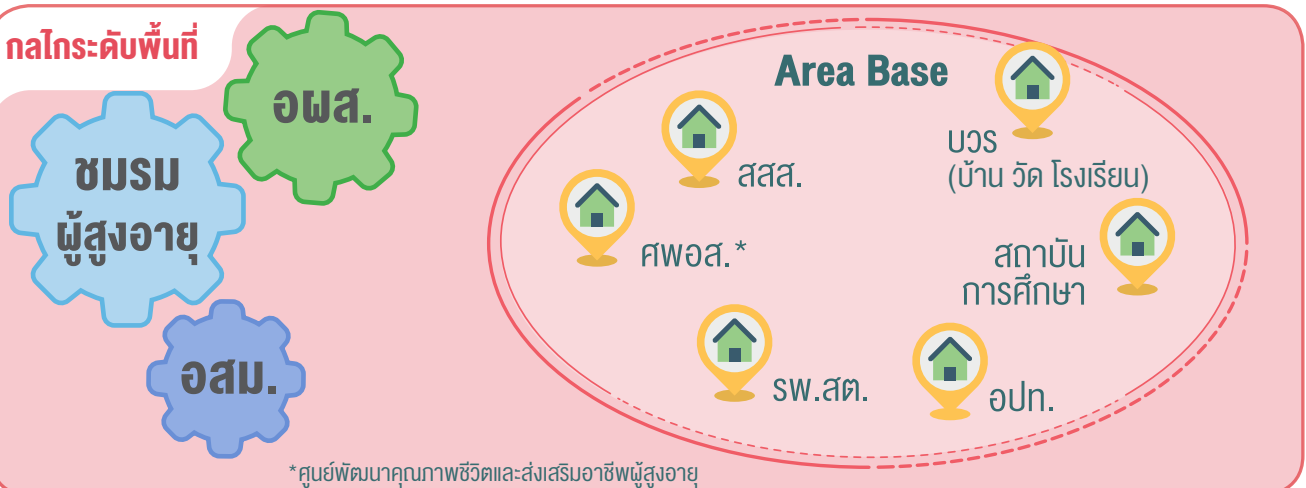 กลไกระดับพื้นที่
อผส.
ชมรม
ผู้สูงอายุ
อสม.
Area Base
สสส.
บวร
(บ้าน วัด โรงเรียน)
ศพอส.*
สถาบัน
การศึกษา
รพ.สต.
อปท.
*ศูนย์พัฒนาคุณภาพชีวิตและส่งเสริมอาชีพผู้สูงอายุ